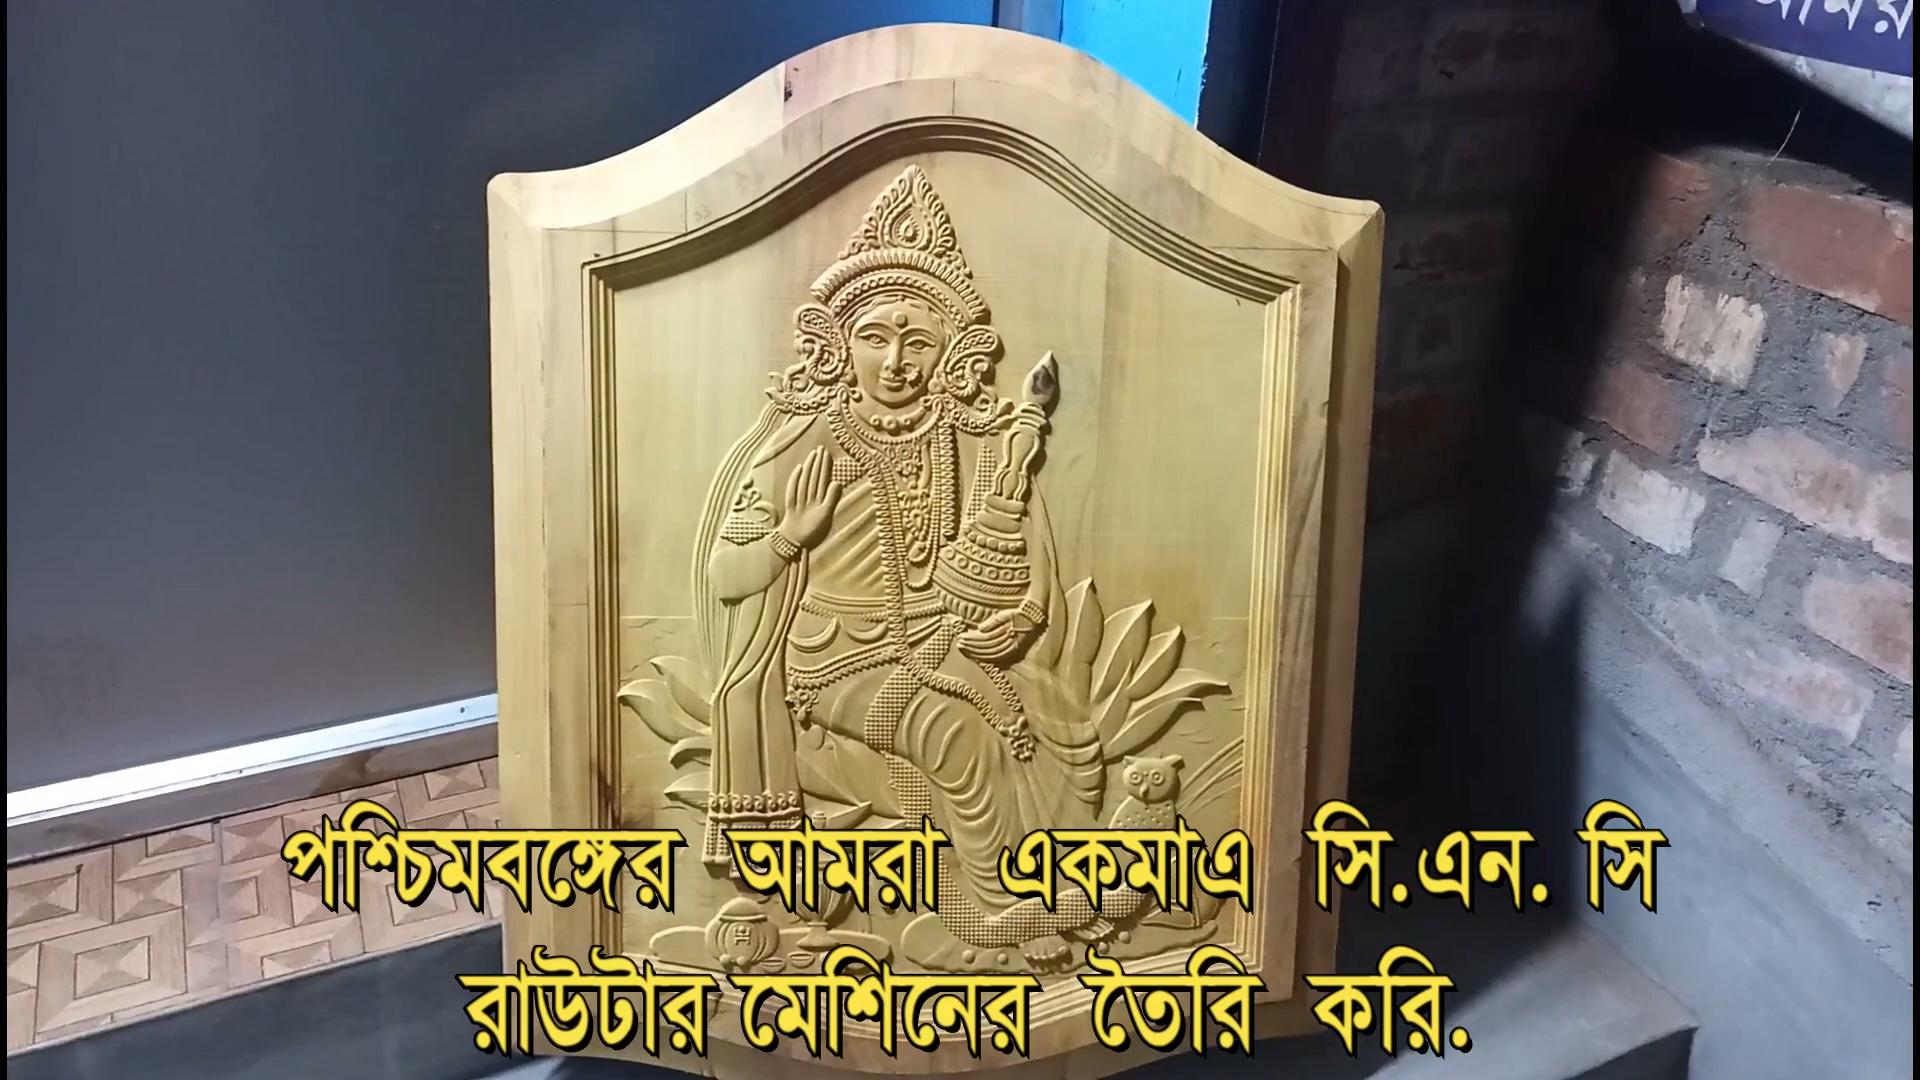 পশ্চিমবঙ্গের আমরা একমাএ সি.এন. সি
রাউটার মেশিনের তৈরি করি.